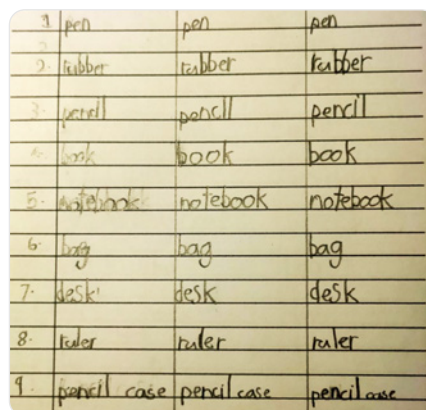 1 pen pen pen
2. rubber rubber rubber
3. pencil pencil pencil
4. book book book
5. notebook notebook notebook
6. bag bag bag
7. desk desk desk
8. ruler ruler ruler
9. pencil case pencil case pencil case